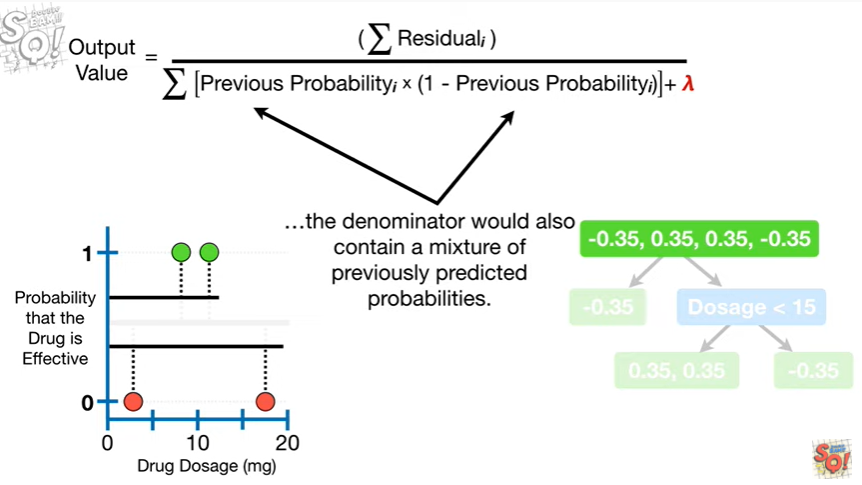 SQ!
Output Value = (∑ Residualᵢ) / ∑ [Previous Probabilityᵢ × (1 - Previous Probabilityᵢ)] + λ
...the denominator would also
contain a mixture of
previously predicted
probabilities.
-0.35, 0.35, 0.35, -0.35
-0.35
Dosage < 15
0.35, 0.35
-0.35
1
Probability
that the
Drug is
Effective
0
0 10 20
Drug Dosage (mg)
SQ!